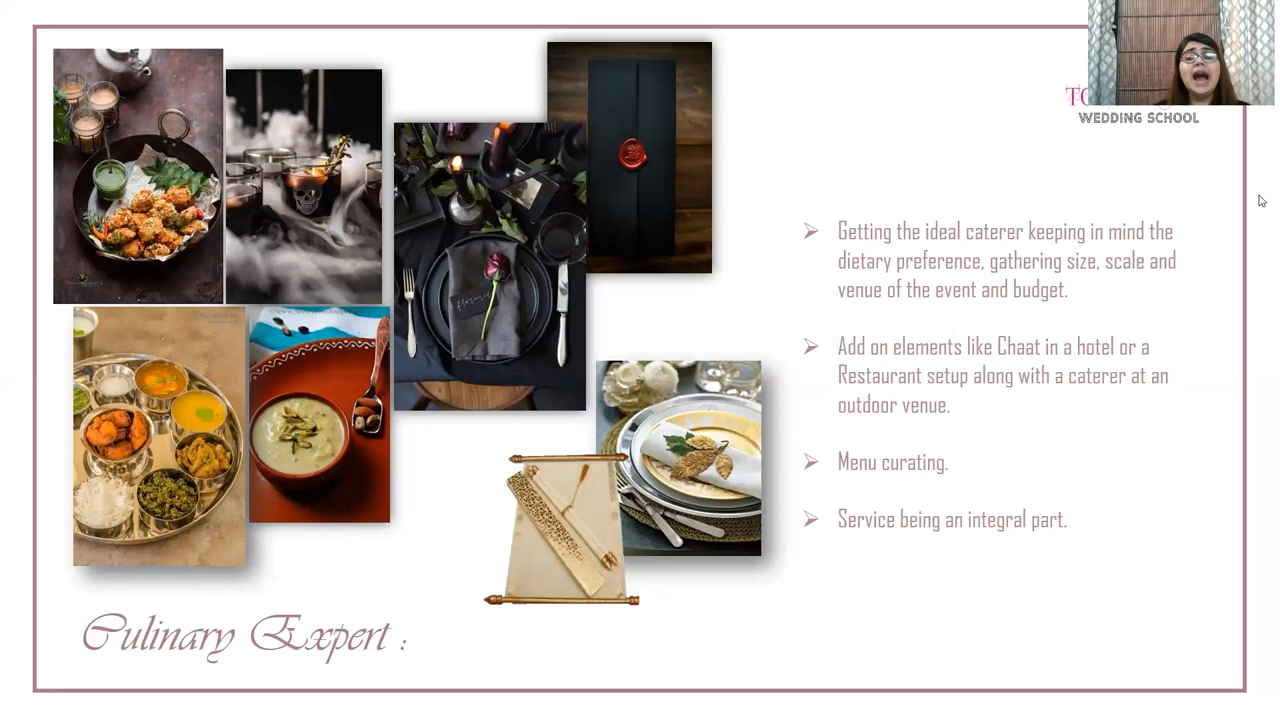 WEDDING SCHOOL
Getting the ideal caterer keeping in mind the
dietary preference, gathering size, scale and
venue of the event and budget.
Add on elements like Chaat in a hotel or a
Restaurant setup along with a caterer at an
outdoor venue.
Menu curating.
Service being an integral part.
Culinary Expert :